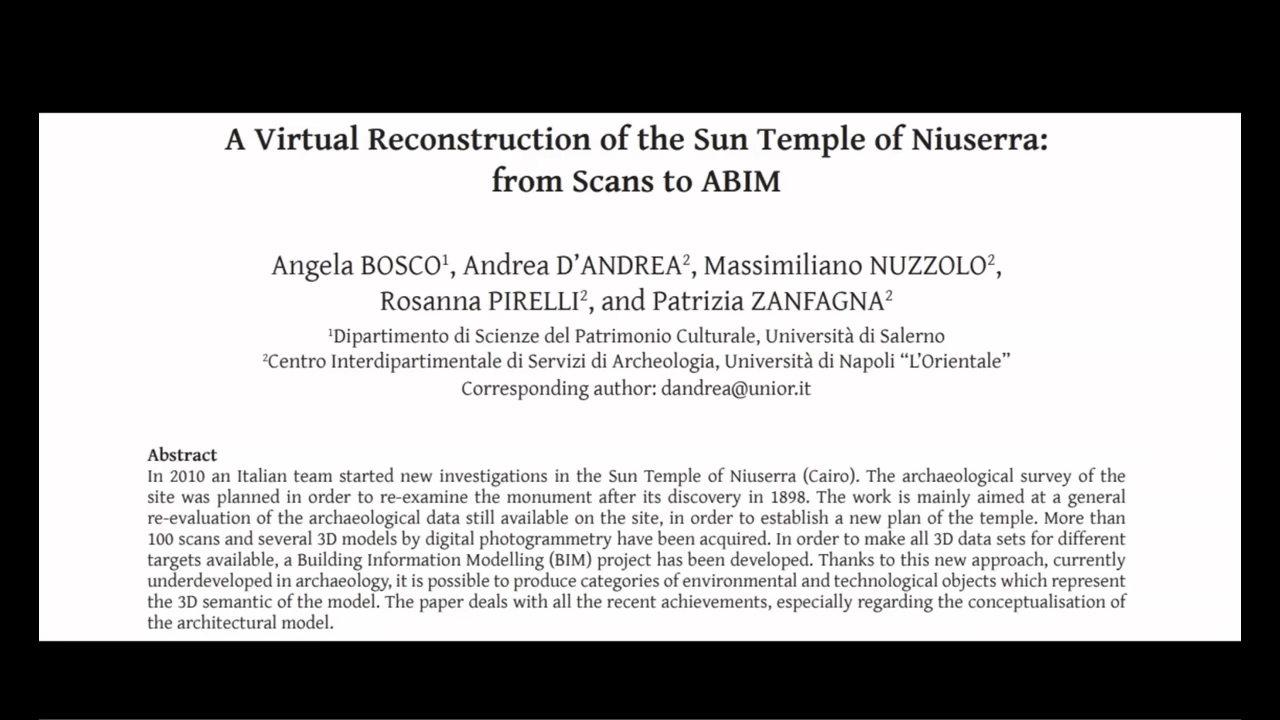 A Virtual Reconstruction of the Sun Temple of Niuserra:
from Scans to ABIM
Angela BOSCO¹, Andrea D’ANDREA², Massimiliano NUZZOLO²,
Rosanna PIRELLI², and Patrizia ZANFAGNA²
¹Dipartimento di Scienze del Patrimonio Culturale, Università di Salerno
²Centro Interdipartimentale di Servizi di Archeologia, Università di Napoli “L’Orientale”
Corresponding author: dandrea@unior.it
Abstract
In 2010 an Italian team started new investigations in the Sun Temple of Niuserra (Cairo). The archaeological survey of the
site was planned in order to re-examine the monument after its discovery in 1898. The work is mainly aimed at a general
re-evaluation of the archaeological data still available on the site, in order to establish a new plan of the temple. More than
100 scans and several 3D models by digital photogrammetry have been acquired. In order to make all 3D data sets for different
targets available, a Building Information Modelling (BIM) project has been developed. Thanks to this new approach, currently
underdeveloped in archaeology, it is possible to produce categories of environmental and technological objects which represent
the 3D semantic of the model. The paper deals with all the recent achievements, especially regarding the conceptualisation of
the architectural model.